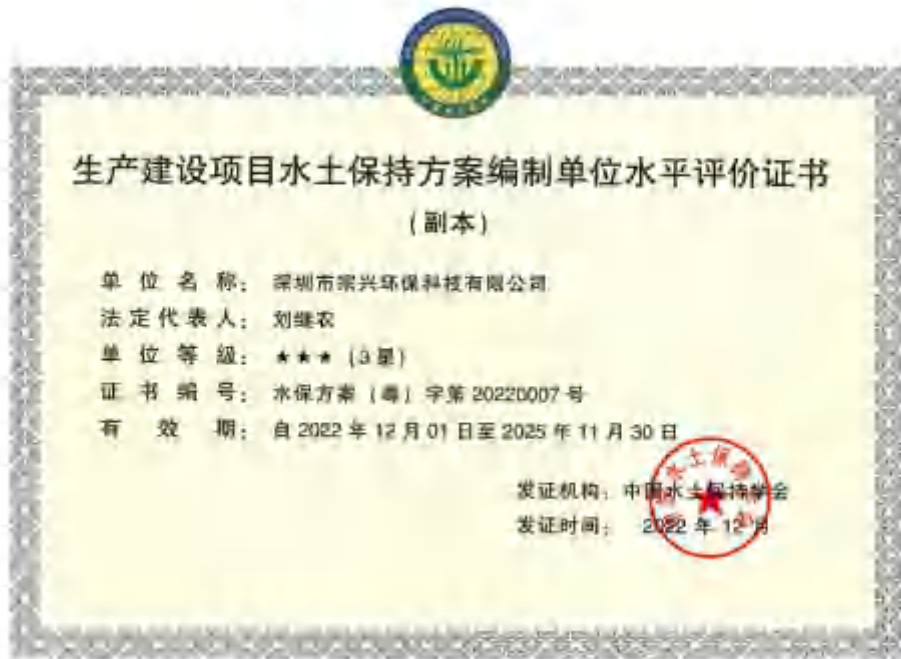 生产建设项目水土保持方案编制单位水平评价证书
(副本)
单位名称：深圳市宗兴环保科技有限公司
法定代表人：刘继农
单位等级：★★★（3星）
证书编号：水保方案（粤）字第 20220007 号
有效期：自 2022 年 12 月 01 日至 2025 年 11 月 30 日
发证机构：中国水土保持学会
发证时间：2022 年 12 月